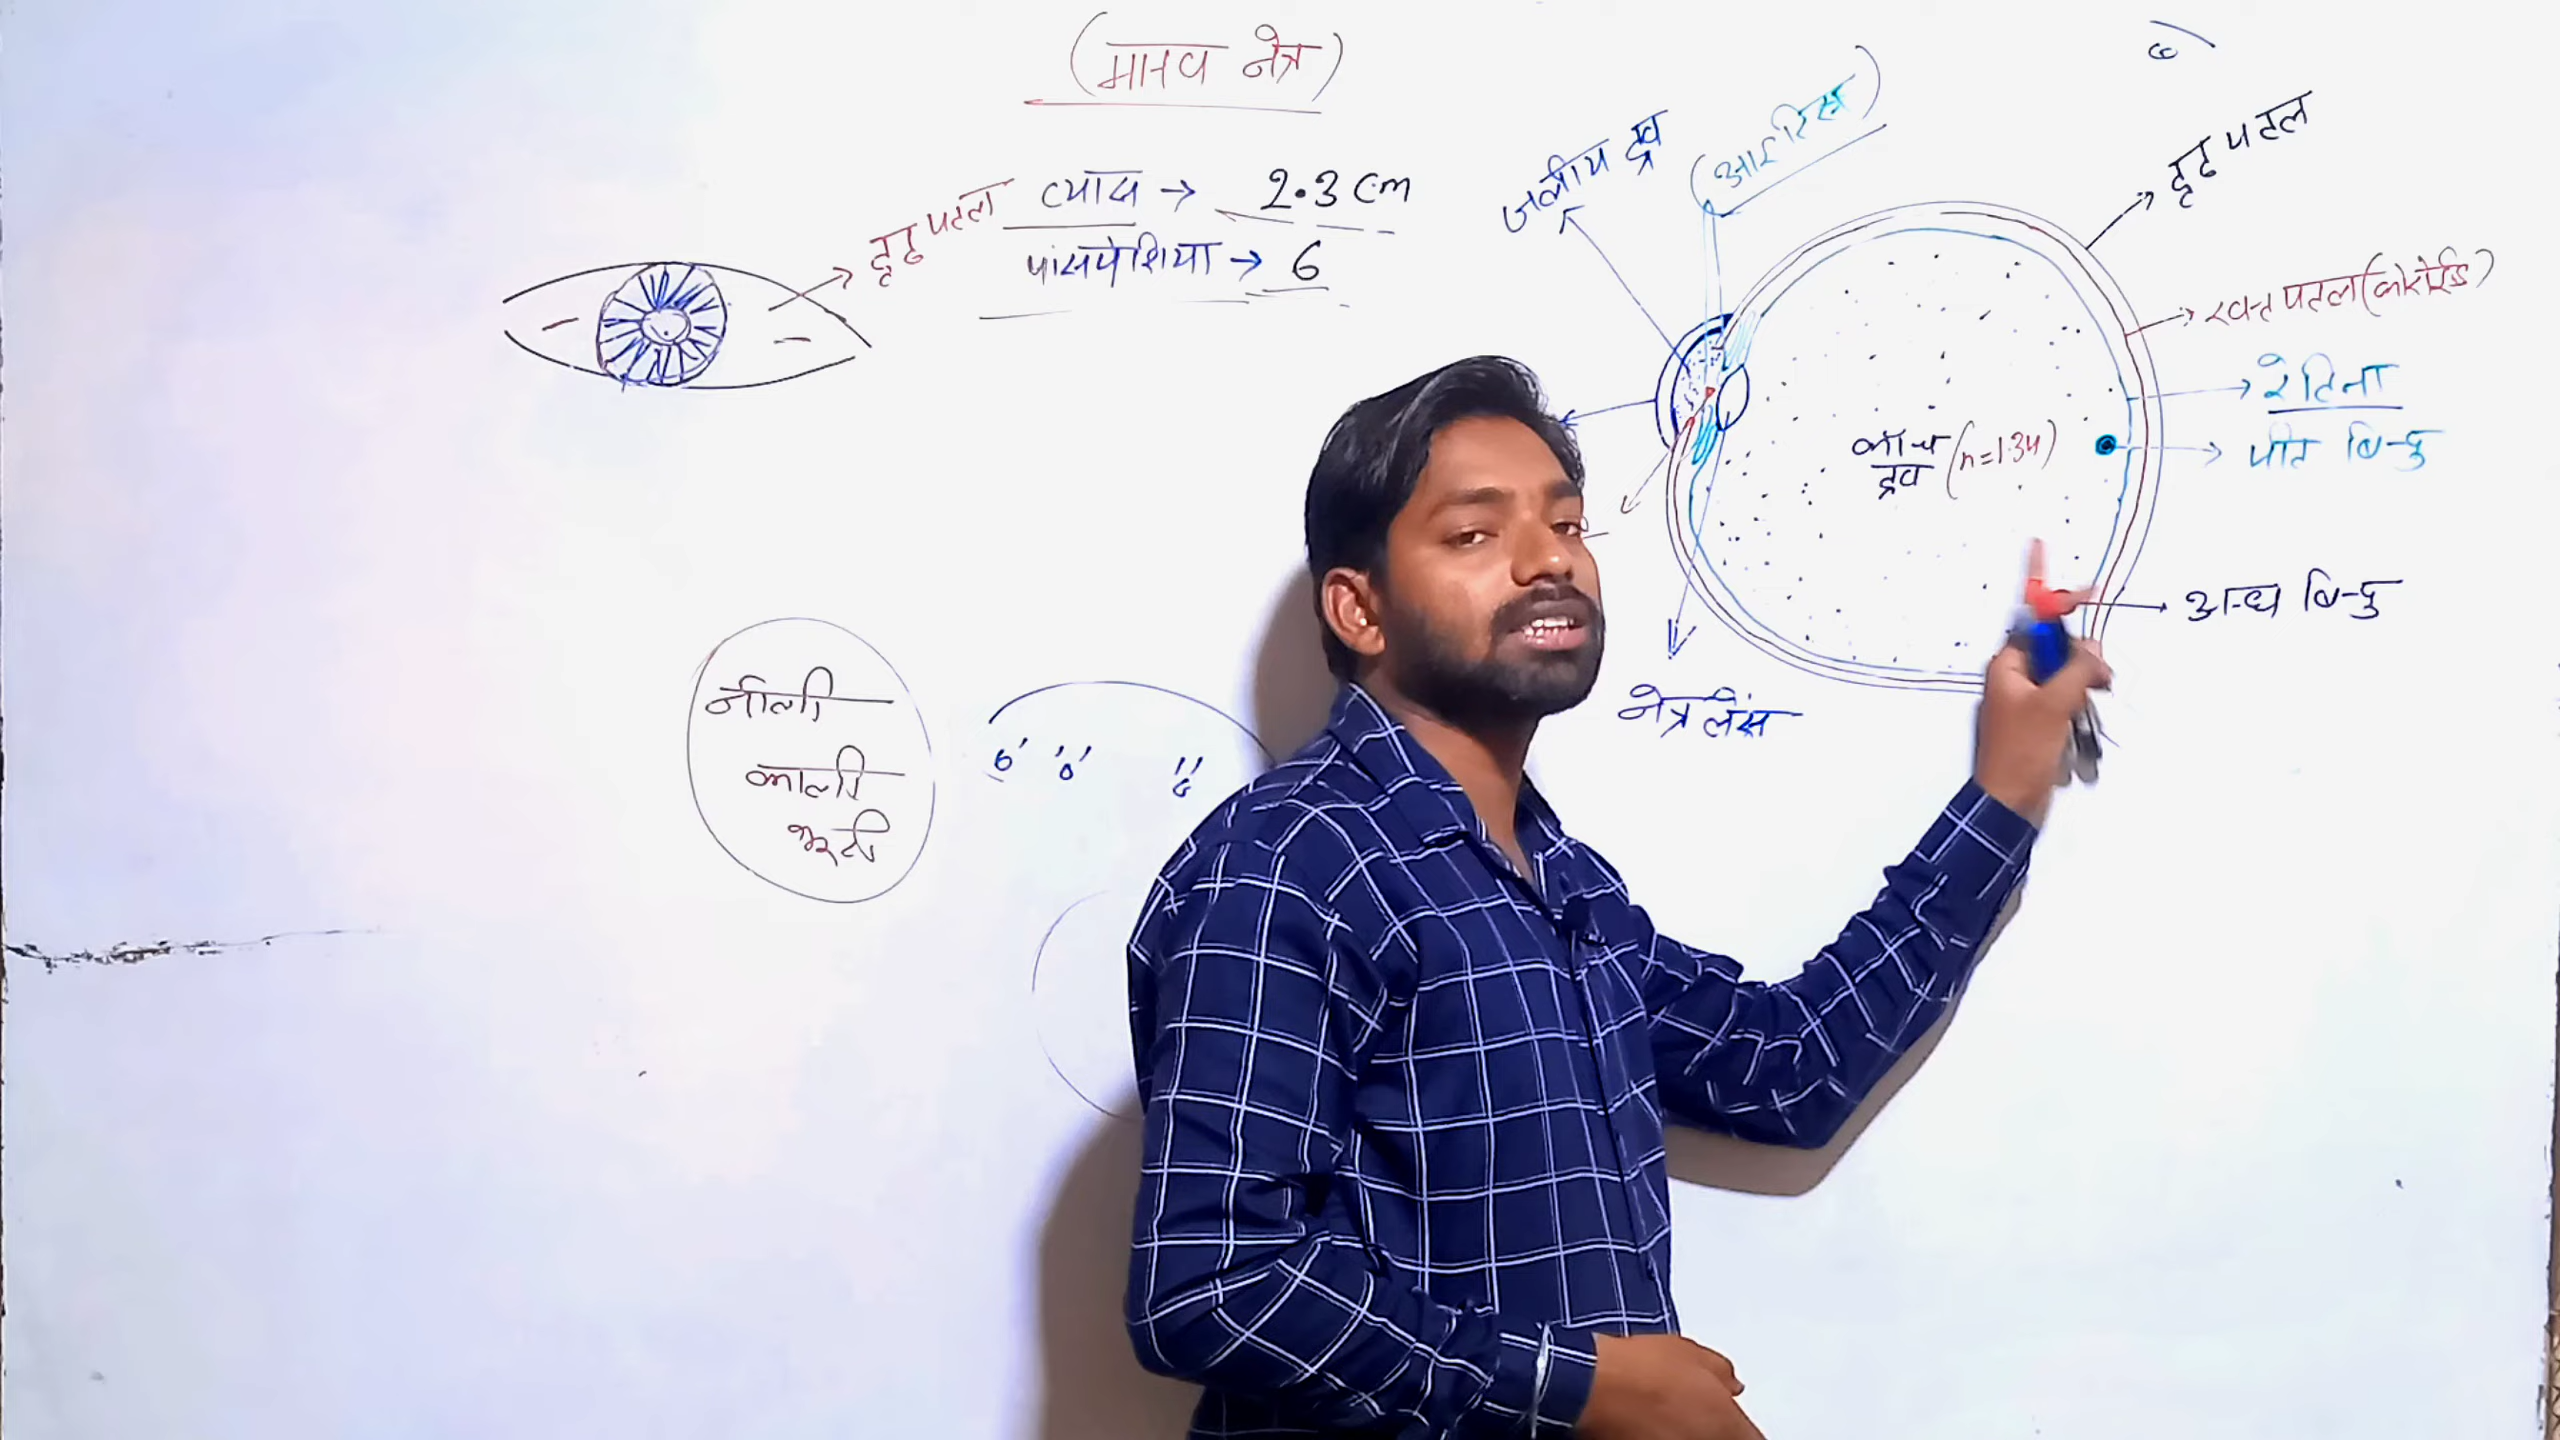 (मानव नेत्र)
व्यास → 2.3 cm
मांसपेशिया → 6
दृढ़ पटल
जलीय द्रव
(आइरिस)
दृढ़ पटल
रक्त पटल (कोरोइड)
रेटिना
पीत बिन्दु
काच द्रव (n=1.34)
अन्ध बिन्दु
नेत्र लेंस
नीली
काली
भूरी